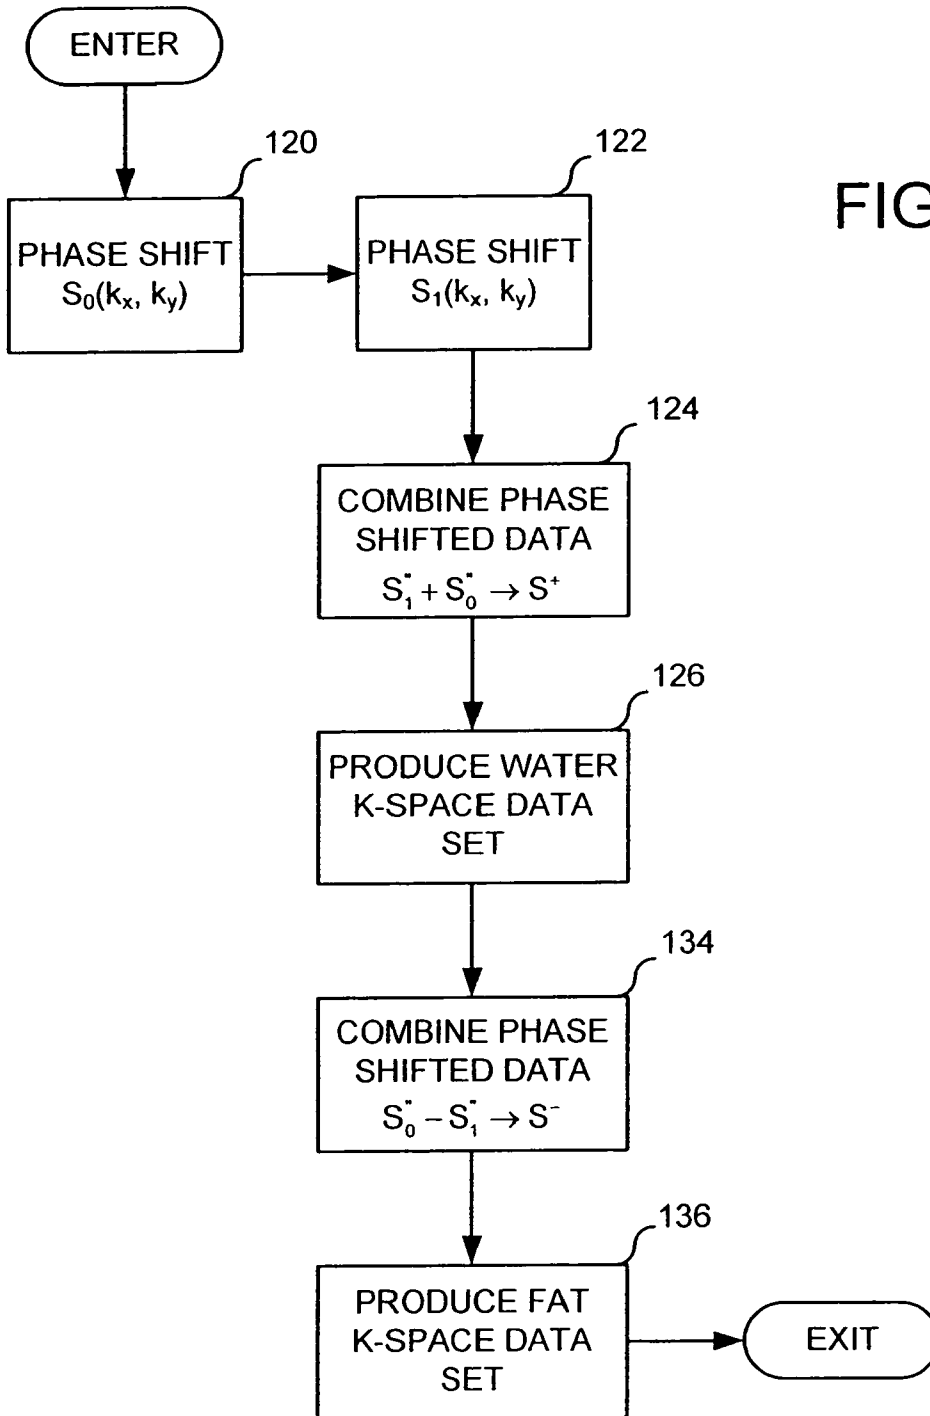 ENTER
120
122
FIG
PHASE SHIFT
S₀(kₓ, k_y)
PHASE SHIFT
S₁(kₓ, k_y)
124
COMBINE PHASE
SHIFTED DATA
S₁" + S₀" → S⁺
126
PRODUCE WATER
K-SPACE DATA
SET
134
COMBINE PHASE
SHIFTED DATA
S₀" − S₁" → S⁻
136
PRODUCE FAT
K-SPACE DATA
SET
EXIT